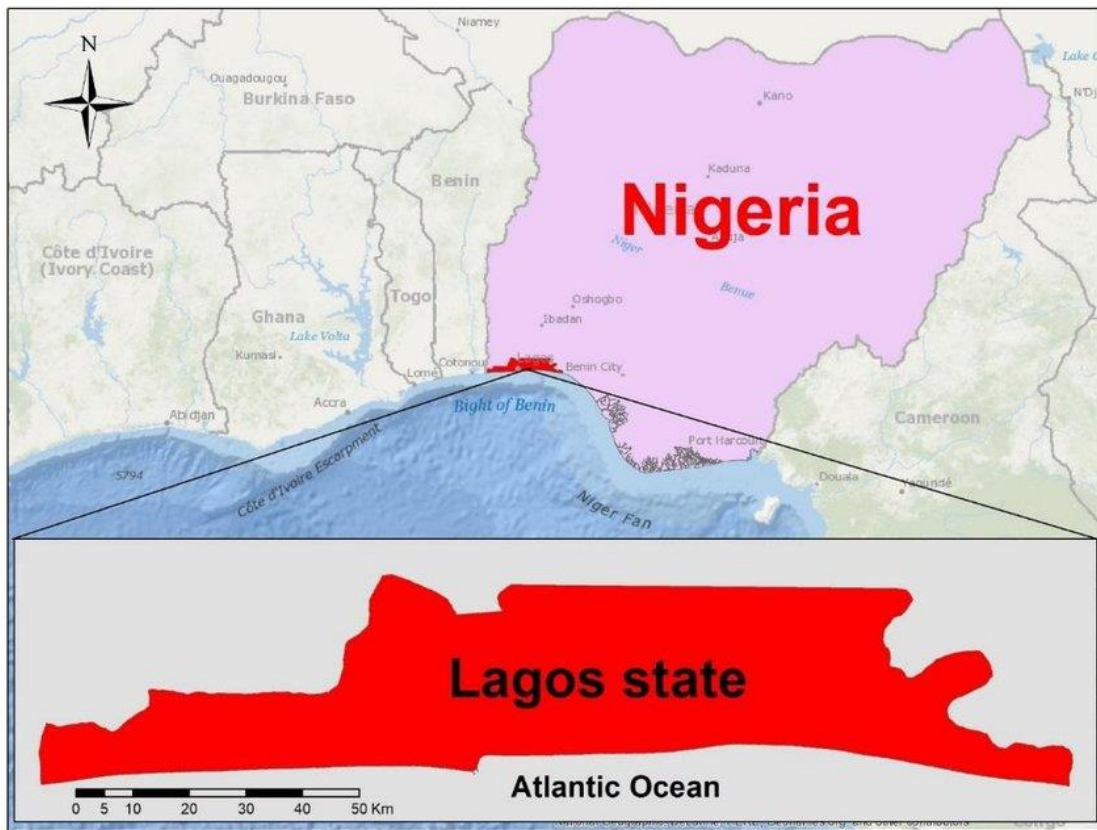 Niamey
N
Ouagadougou
Burkina Faso
Kano
Benin
Kaduna
Nigeria
Niger
Benue
Côte d'Ivoire
(Ivory Coast)
Togo
Ghana
Oshogbo
Ibadan
Lake Volta
Kumasi
Lagos
Cotonou
Lomé
Benin City
Bight of Benin
Accra
Abidjan
Cameroon
Port Harcourt
5794
Côte d'Ivoire Escarpment
Niger Fan
Douala
Yaoundé
Lagos state
Atlantic Ocean
0 5 10 20 30 40 50 Km